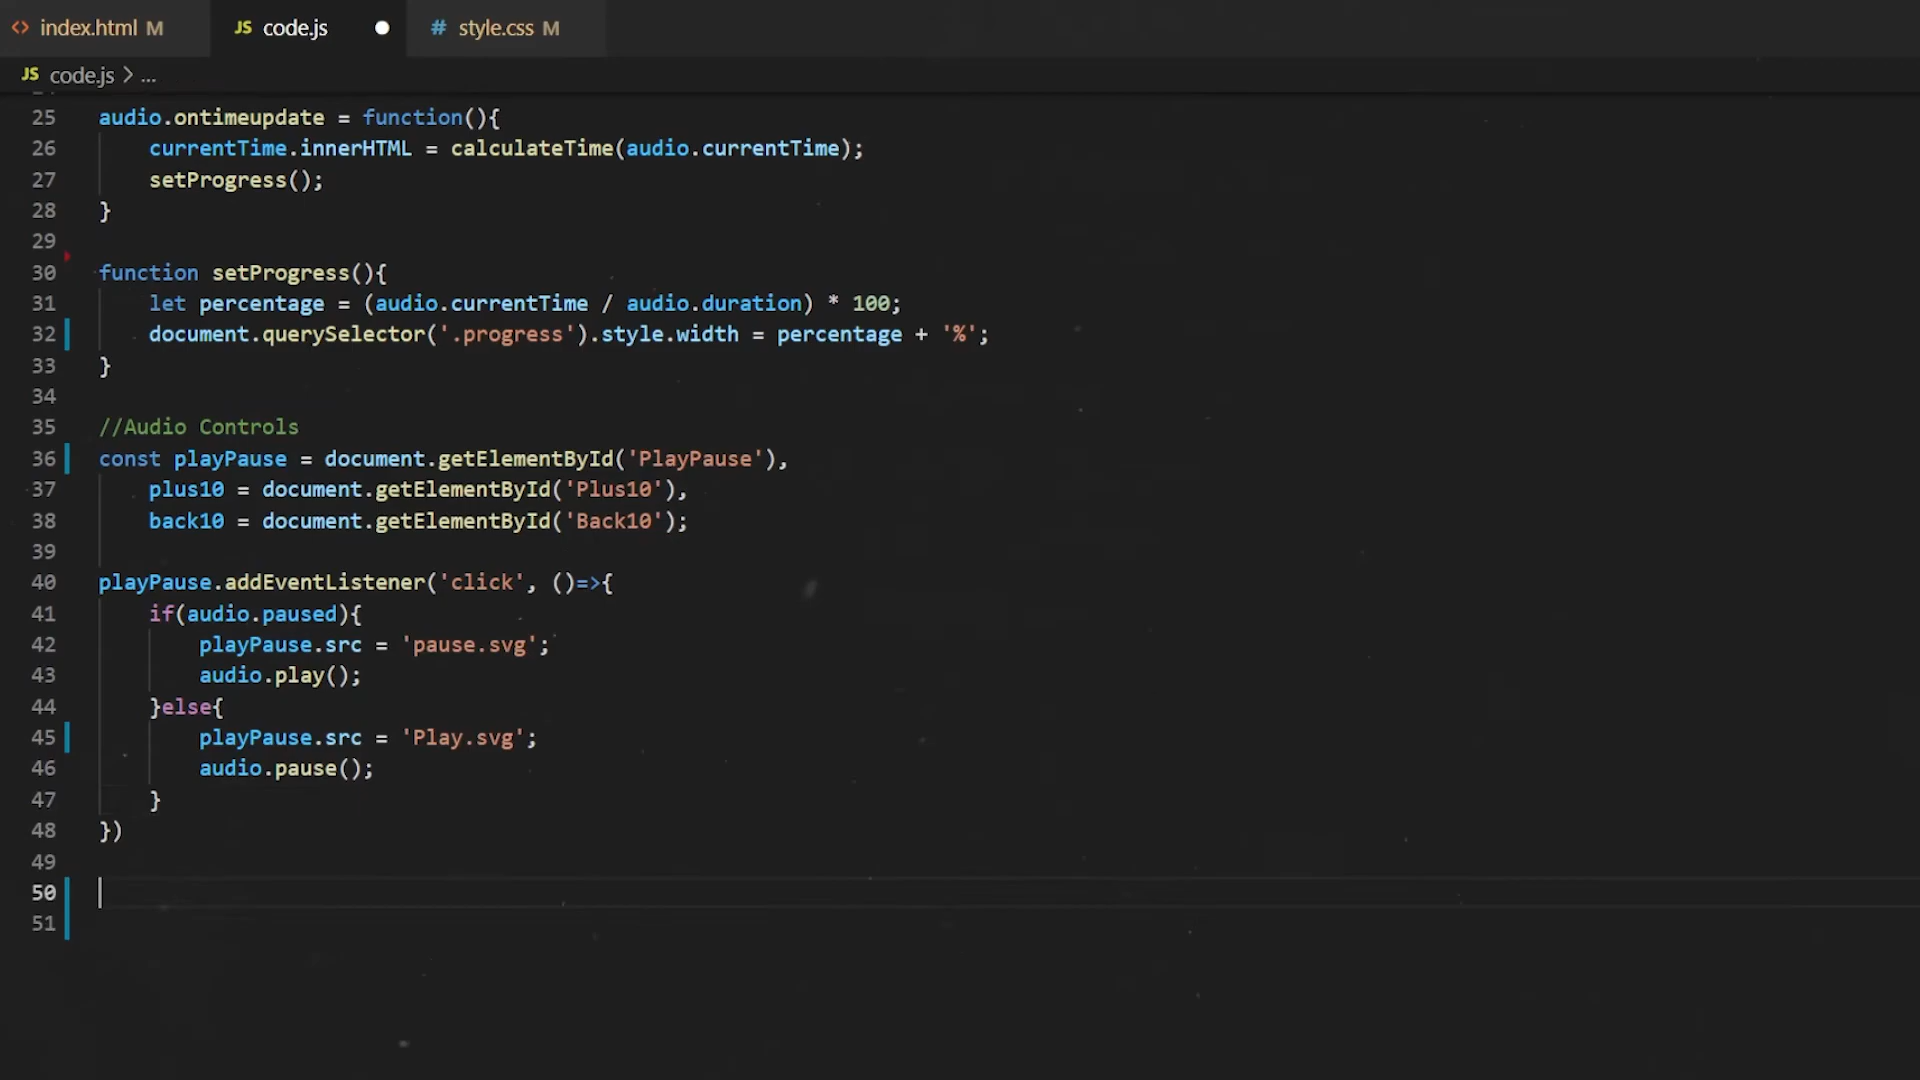 <> index.html M
JS code.js
# style.css M
JS code.js > ...
25 audio.ontimeupdate = function(){
26     currentTime.innerHTML = calculateTime(audio.currentTime);
27     setProgress();
28 }
29
30 function setProgress(){
31     let percentage = (audio.currentTime / audio.duration) * 100;
32     document.querySelector('.progress').style.width = percentage + '%';
33 }
34
35 //Audio Controls
36 const playPause = document.getElementById('PlayPause'),
37     plus10 = document.getElementById('Plus10'),
38     back10 = document.getElementById('Back10');
39
40 playPause.addEventListener('click', ()=>{
41     if(audio.paused){
42         playPause.src = 'pause.svg';
43         audio.play();
44     }else{
45         playPause.src = 'Play.svg';
46         audio.pause();
47     }
48 })
49
50
51